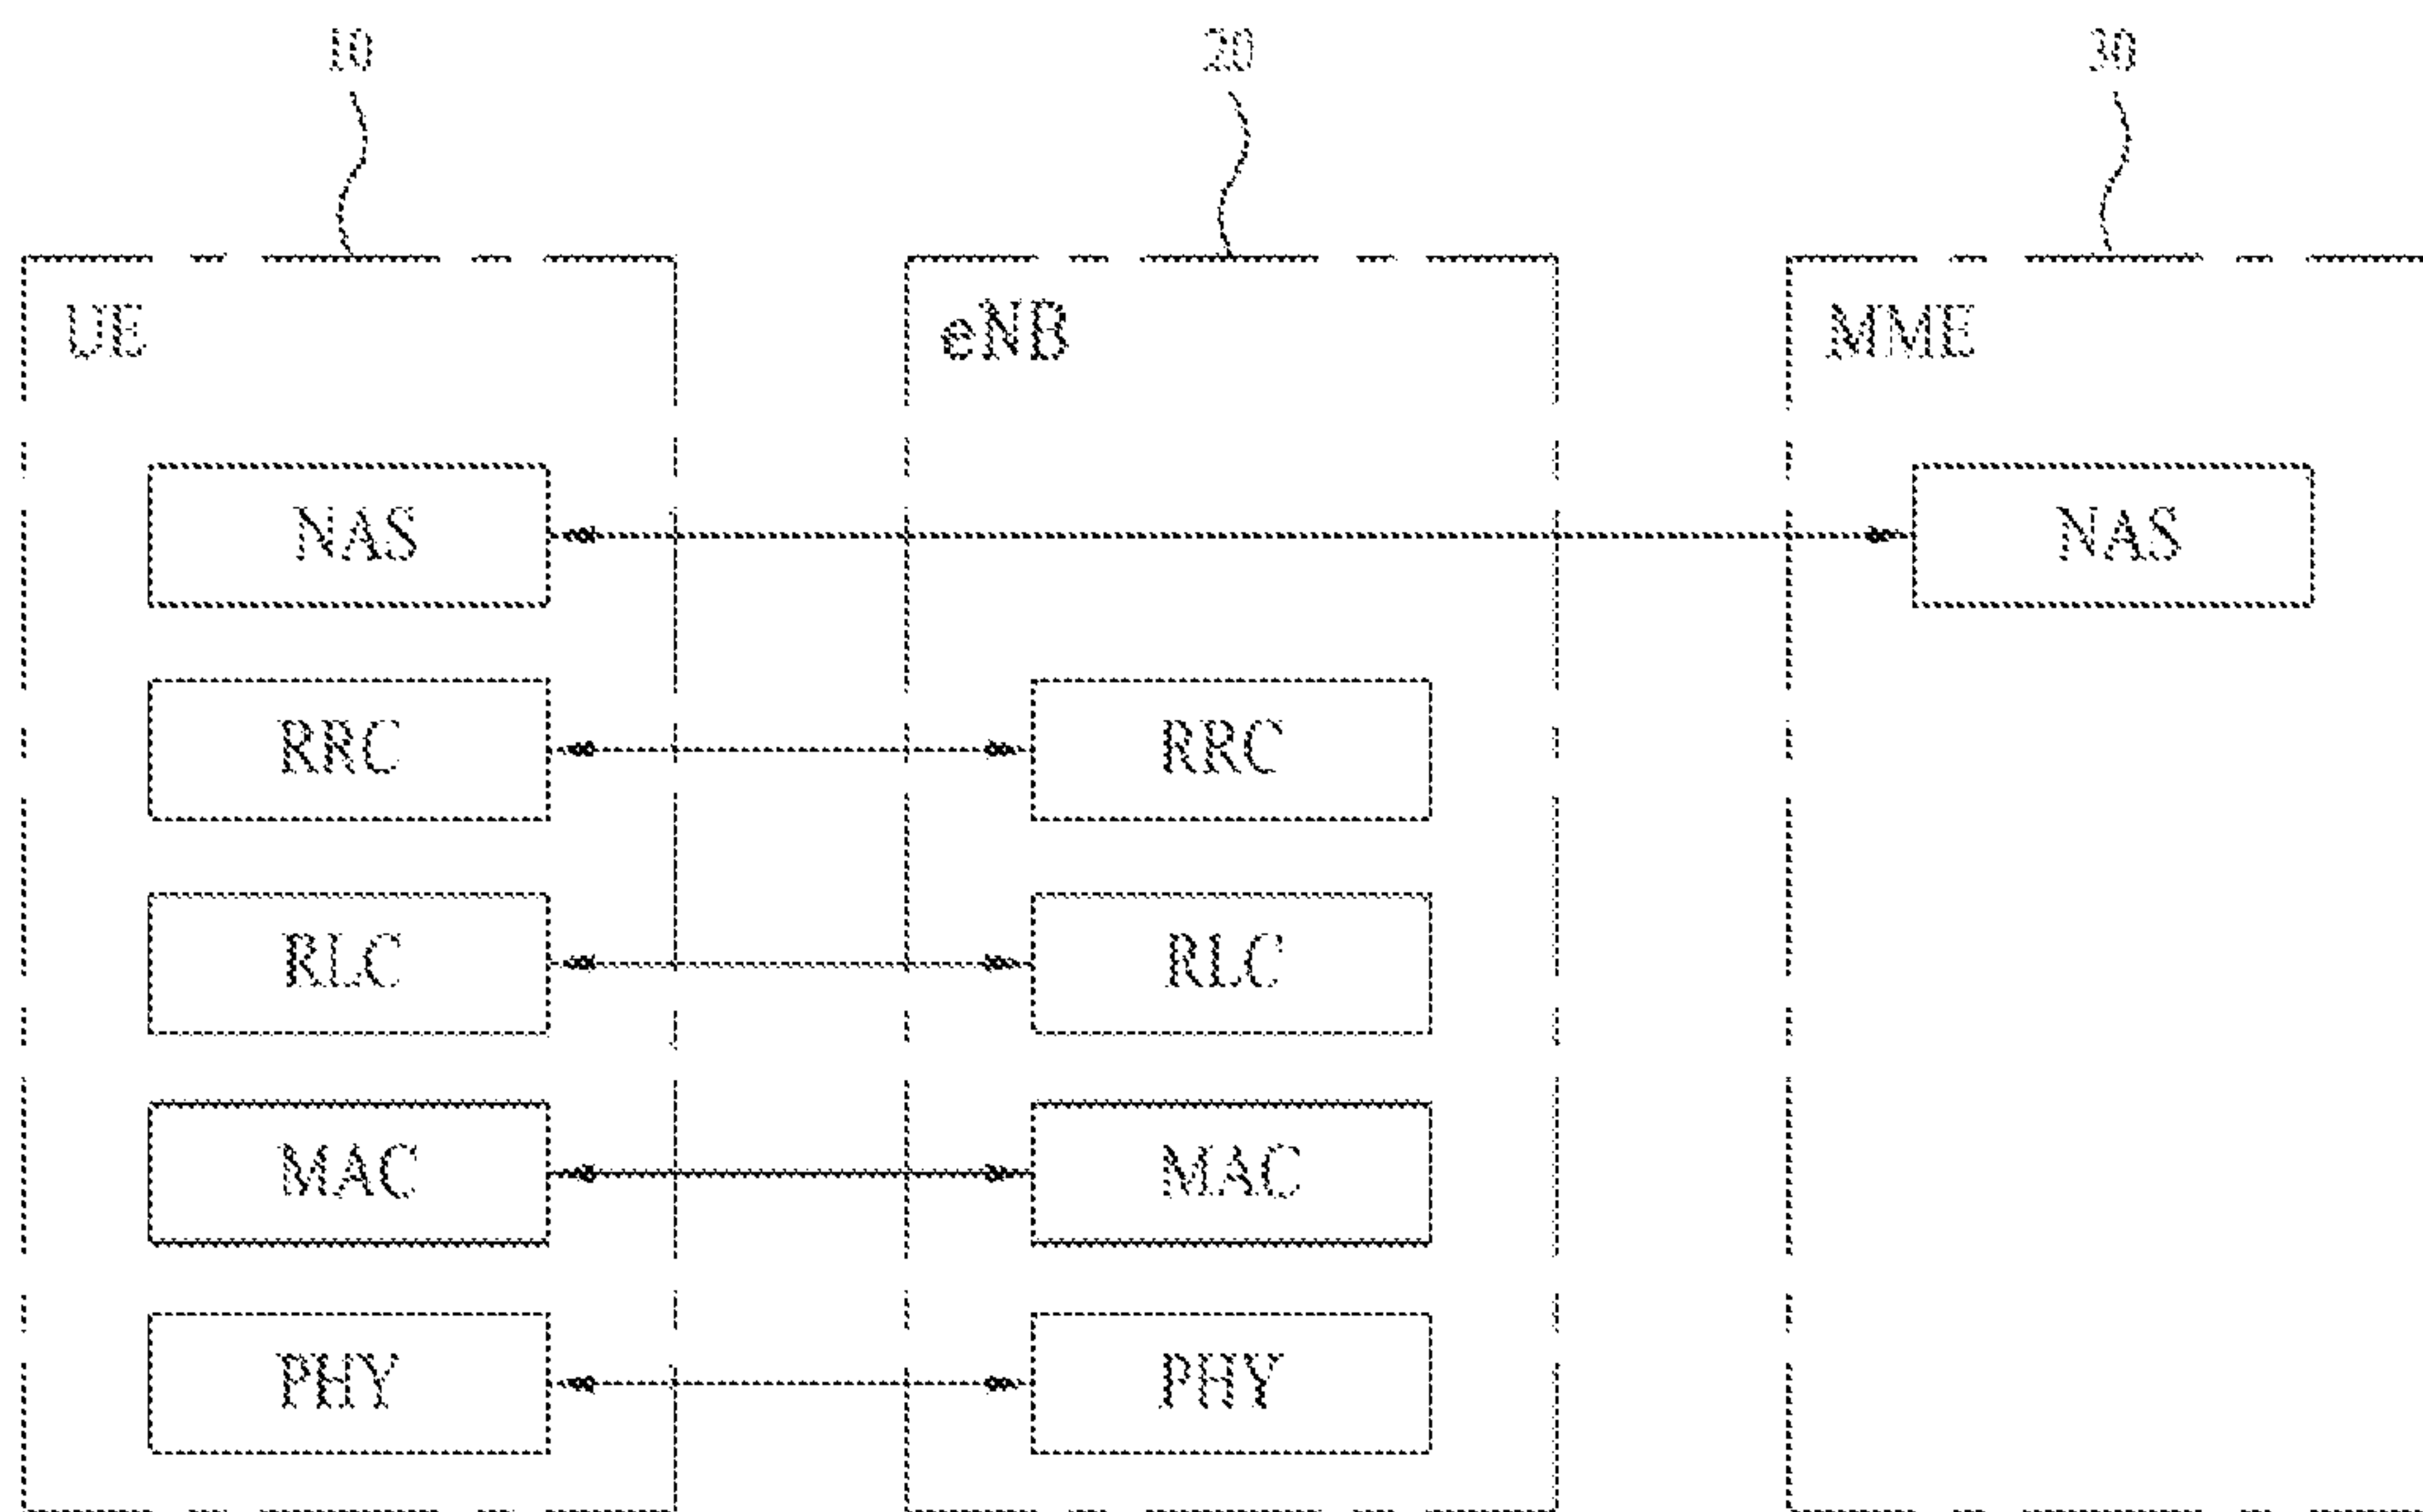 10 20 30
UE eNB MME
NAS NAS
RRC RRC
RLC RLC
MAC MAC
PHY PHY